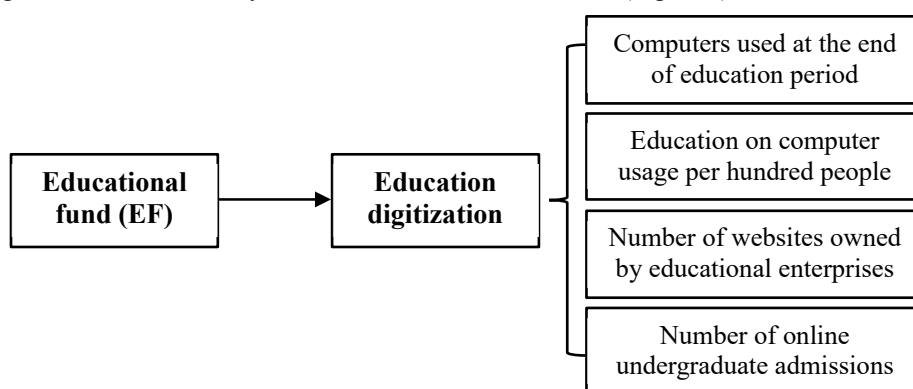 Educational
fund (EF)
Education
digitization
Computers used at the end
of education period
Education on computer
usage per hundred people
Number of websites owned
by educational enterprises
Number of online
undergraduate admissions